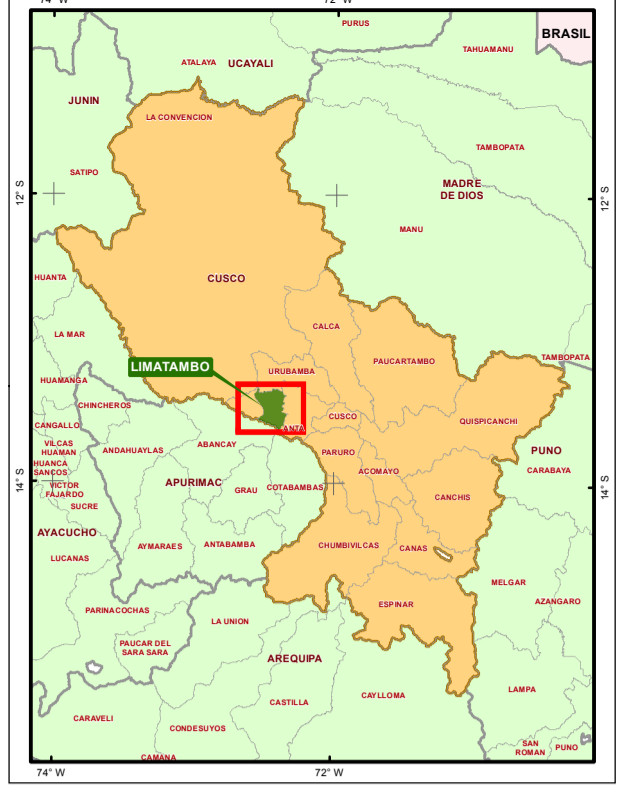 74° W
72° W
PURUS
BRASIL
TAHUAMANU
ATALAYA
UCAYALI
JUNIN
LA CONVENCION
TAMBOPATA
SATIPO
12° S
12° S
MADRE
DE DIOS
MANU
HUANTA
CUSCO
CALCA
LA MAR
TAMBOPATA
PAUCARTAMBO
LIMATAMBO
URUBAMBA
HUAMANGA
CHINCHEROS
CUSCO
QUISPICANCHI
CANGALLO
ANTA
VILCAS
HUAMAN
ABANCAY
ANDAHUAYLAS
PARURO
PUNO
HUANCA
SANCOS
ACOMAYO
CARABAYA
14° S
14° S
APURIMAC
VICTOR
FAJARDO
GRAU
COTABAMBAS
CANCHIS
SUCRE
AYACUCHO
AYMARAES
ANTABAMBA
CHUMBIVILCAS
CANAS
LUCANAS
MELGAR
ESPINAR
AZANGARO
PARINACOCHAS
LA UNION
PAUCAR DEL
SARA SARA
AREQUIPA
LAMPA
CAYLLOMA
CASTILLA
CARAVELI
CONDESUYOS
SAN
ROMAN
PUNO
CAMANA
74° W
72° W